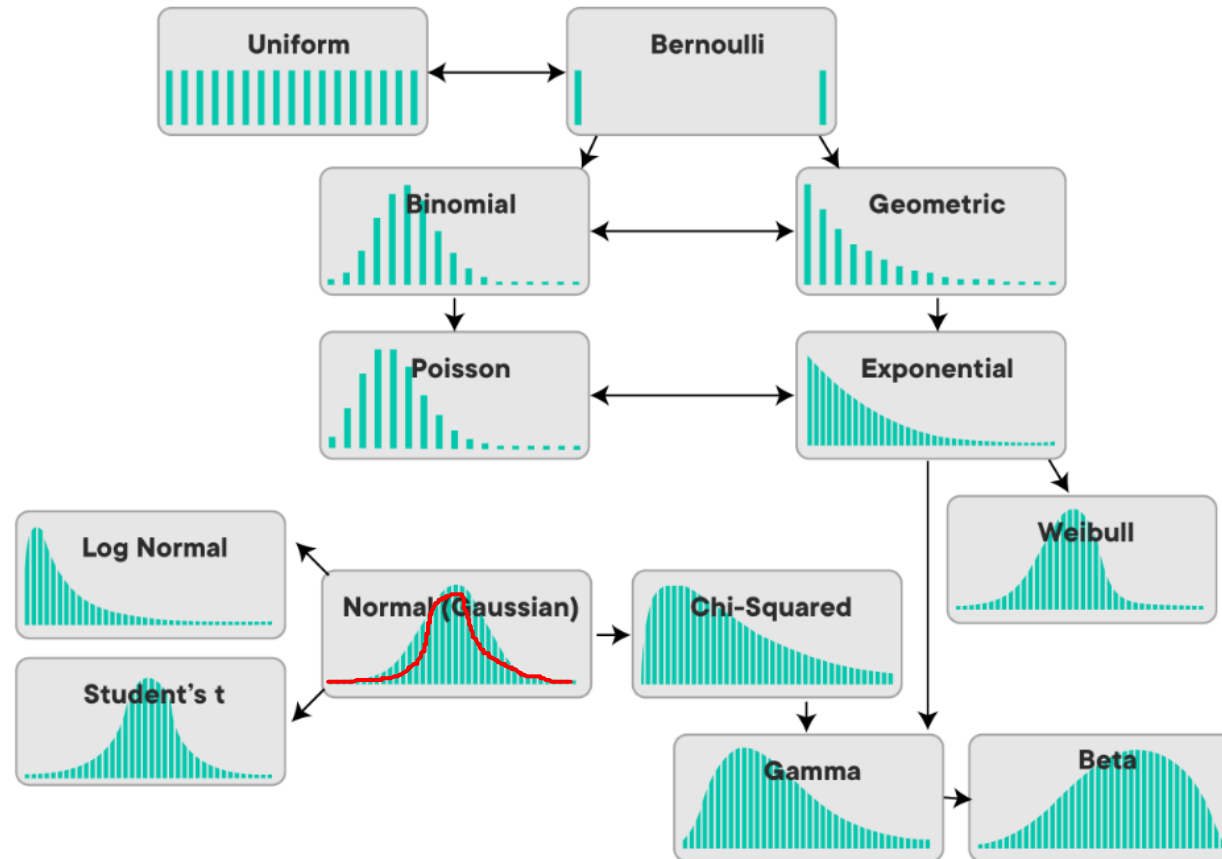 Uniform
Bernoulli
Binomial
Geometric
Poisson
Exponential
Weibull
Log Normal
Normal (Gaussian)
Chi-Squared
Student's t
Gamma
Beta